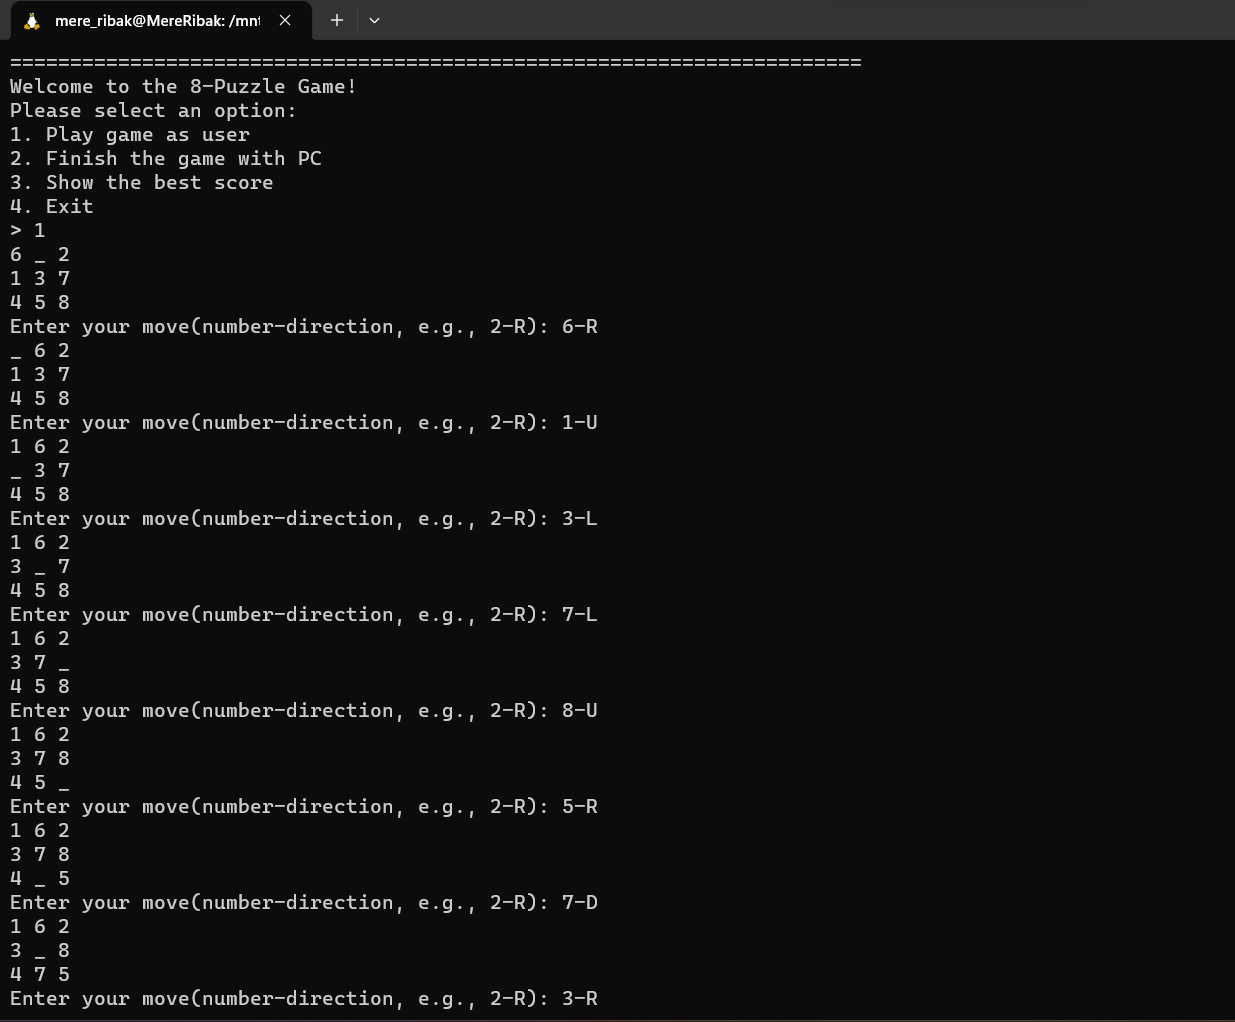 mere_ribak@MereRibak: /mnt
=======================================================================
Welcome to the 8-Puzzle Game!
Please select an option:
1. Play game as user
2. Finish the game with PC
3. Show the best score
4. Exit
> 1
6 _ 2
1 3 7
4 5 8
Enter your move(number-direction, e.g., 2-R): 6-R
_ 6 2
1 3 7
4 5 8
Enter your move(number-direction, e.g., 2-R): 1-U
1 6 2
_ 3 7
4 5 8
Enter your move(number-direction, e.g., 2-R): 3-L
1 6 2
3 _ 7
4 5 8
Enter your move(number-direction, e.g., 2-R): 7-L
1 6 2
3 7 _
4 5 8
Enter your move(number-direction, e.g., 2-R): 8-U
1 6 2
3 7 8
4 5 _
Enter your move(number-direction, e.g., 2-R): 5-R
1 6 2
3 7 8
4 _ 5
Enter your move(number-direction, e.g., 2-R): 7-D
1 6 2
3 _ 8
4 7 5
Enter your move(number-direction, e.g., 2-R): 3-R